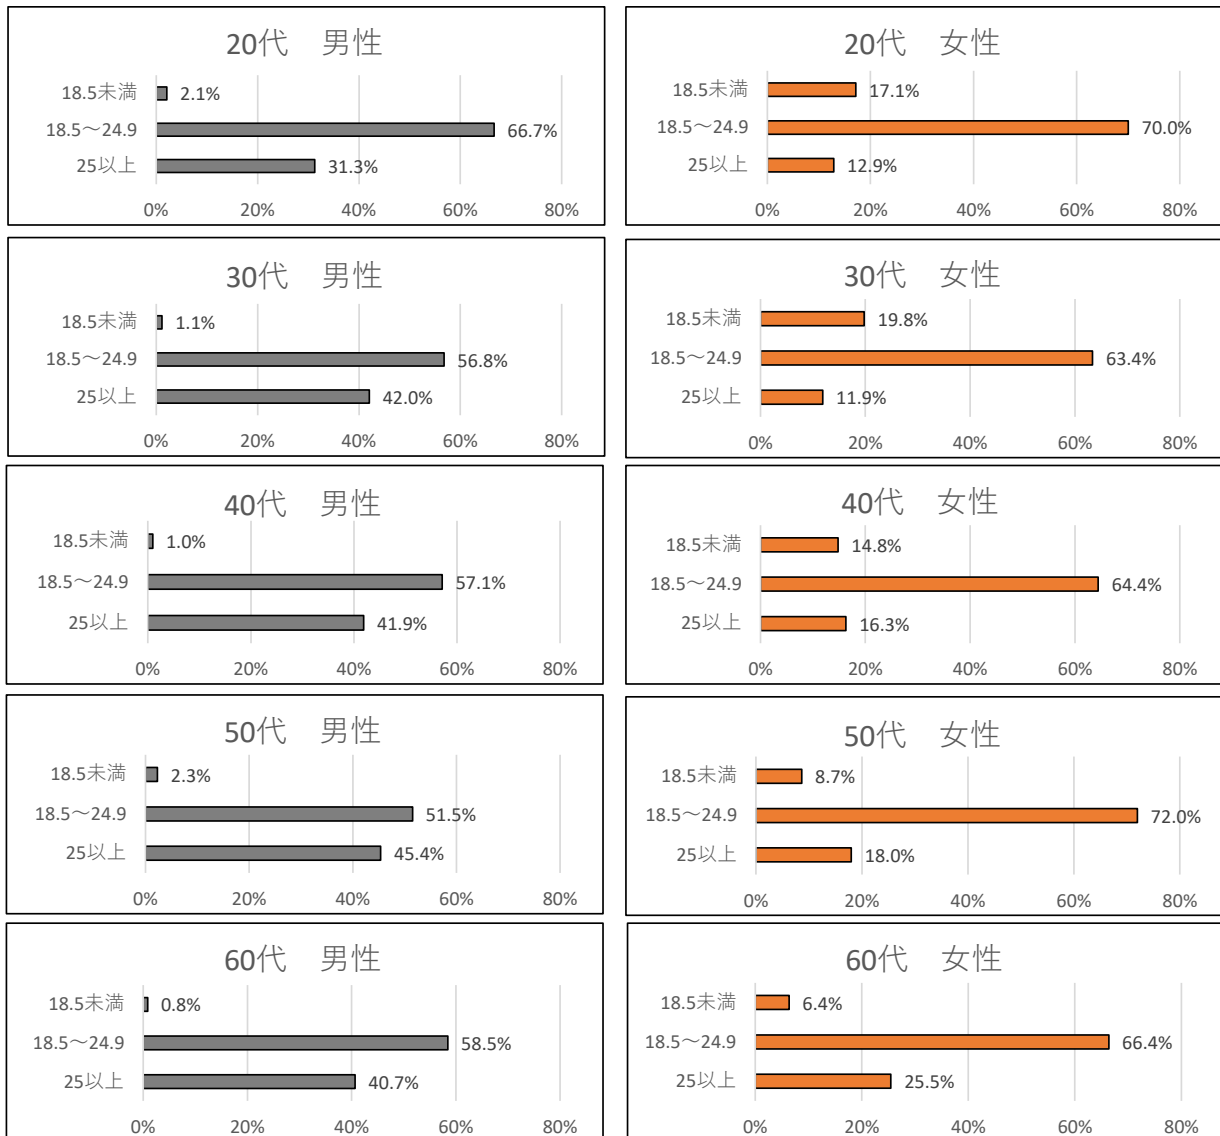 20代　男性
18.5未満 2.1%
18.5～24.9 66.7%
25以上 31.3%
0% 20% 40% 60% 80%
20代　女性
18.5未満 17.1%
18.5～24.9 70.0%
25以上 12.9%
0% 20% 40% 60% 80%
30代　男性
18.5未満 1.1%
18.5～24.9 56.8%
25以上 42.0%
0% 20% 40% 60% 80%
30代　女性
18.5未満 19.8%
18.5～24.9 63.4%
25以上 11.9%
0% 20% 40% 60% 80%
40代　男性
18.5未満 1.0%
18.5～24.9 57.1%
25以上 41.9%
0% 20% 40% 60% 80%
40代　女性
18.5未満 14.8%
18.5～24.9 64.4%
25以上 16.3%
0% 20% 40% 60% 80%
50代　男性
18.5未満 2.3%
18.5～24.9 51.5%
25以上 45.4%
0% 20% 40% 60% 80%
50代　女性
18.5未満 8.7%
18.5～24.9 72.0%
25以上 18.0%
0% 20% 40% 60% 80%
60代　男性
18.5未満 0.8%
18.5～24.9 58.5%
25以上 40.7%
0% 20% 40% 60% 80%
60代　女性
18.5未満 6.4%
18.5～24.9 66.4%
25以上 25.5%
0% 20% 40% 60% 80%